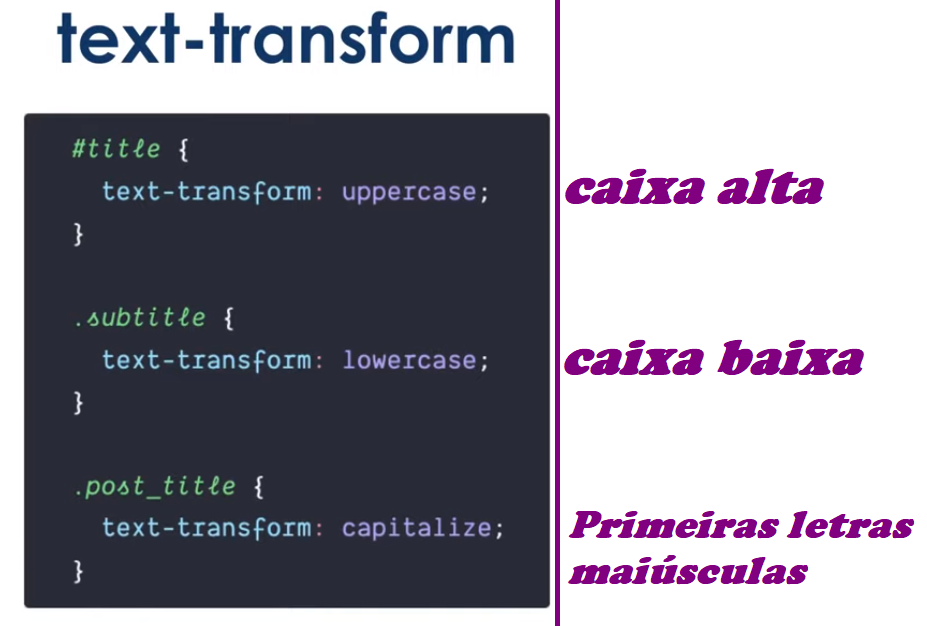 text-transform
#title {
text-transform: uppercase;
}
caixa alta
.subtitle {
text-transform: lowercase;
}
caixa baixa
.post_title {
text-transform: capitalize;
}
Primeiras letras
maiúsculas